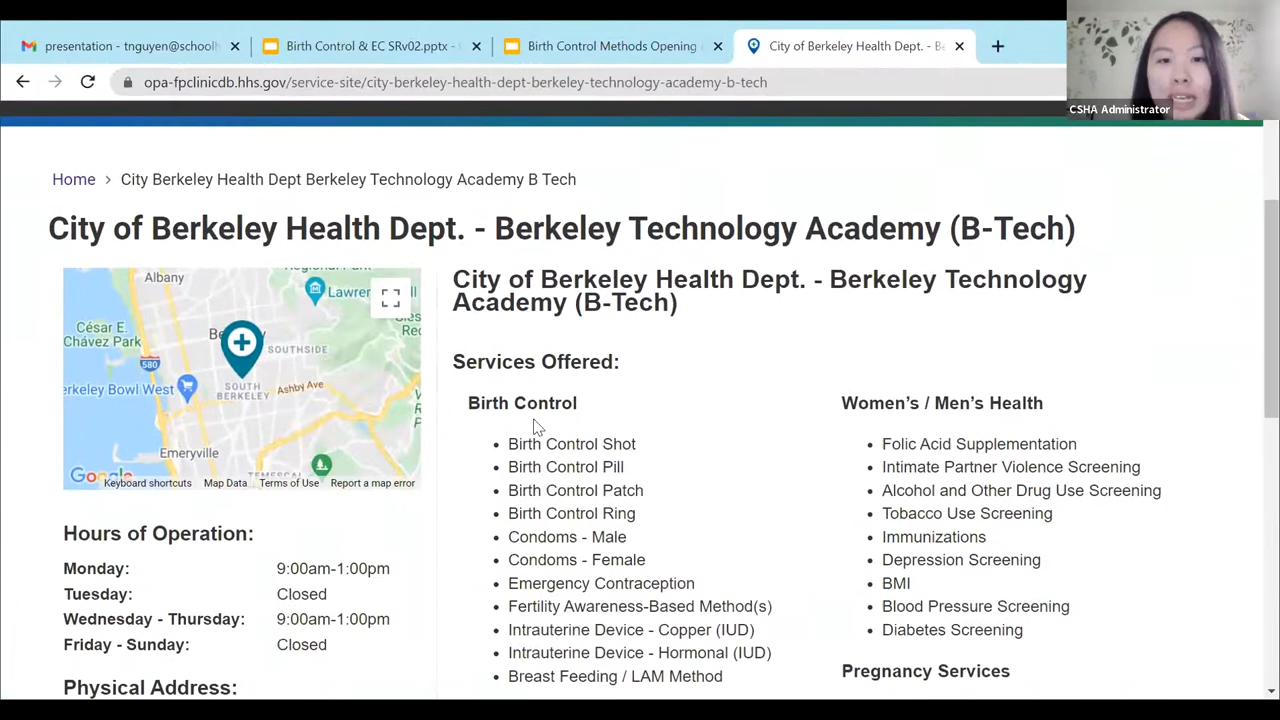 presentation - tnguyen@schoolh
Birth Control & EC SRv02.pptx -
Birth Control Methods Opening
City of Berkeley Health Dept. - Be
opa-fpclinicdb.hhs.gov/service-site/city-berkeley-health-dept-berkeley-technology-academy-b-tech
CSHA Administrator
Home > City Berkeley Health Dept Berkeley Technology Academy B Tech
City of Berkeley Health Dept. - Berkeley Technology Academy (B-Tech)
Albany
Lawrenc
ll
César E.
Chávez Park
Be
SOUTHSIDE
580
erkeley Bowl West
SOUTH
BERKELEY
Ashby Ave
Emeryville
TEMESCAL
Google
Keyboard shortcuts
Map Data
Terms of Use
Report a map error
Hours of Operation:
Monday: 9:00am-1:00pm
Tuesday: Closed
Wednesday - Thursday: 9:00am-1:00pm
Friday - Sunday: Closed
Physical Address:
City of Berkeley Health Dept. - Berkeley Technology
Academy (B-Tech)
Services Offered:
Birth Control
• Birth Control Shot
• Birth Control Pill
• Birth Control Patch
• Birth Control Ring
• Condoms - Male
• Condoms - Female
• Emergency Contraception
• Fertility Awareness-Based Method(s)
• Intrauterine Device - Copper (IUD)
• Intrauterine Device - Hormonal (IUD)
• Breast Feeding / LAM Method
Women's / Men's Health
• Folic Acid Supplementation
• Intimate Partner Violence Screening
• Alcohol and Other Drug Use Screening
• Tobacco Use Screening
• Immunizations
• Depression Screening
• BMI
• Blood Pressure Screening
• Diabetes Screening
Pregnancy Services